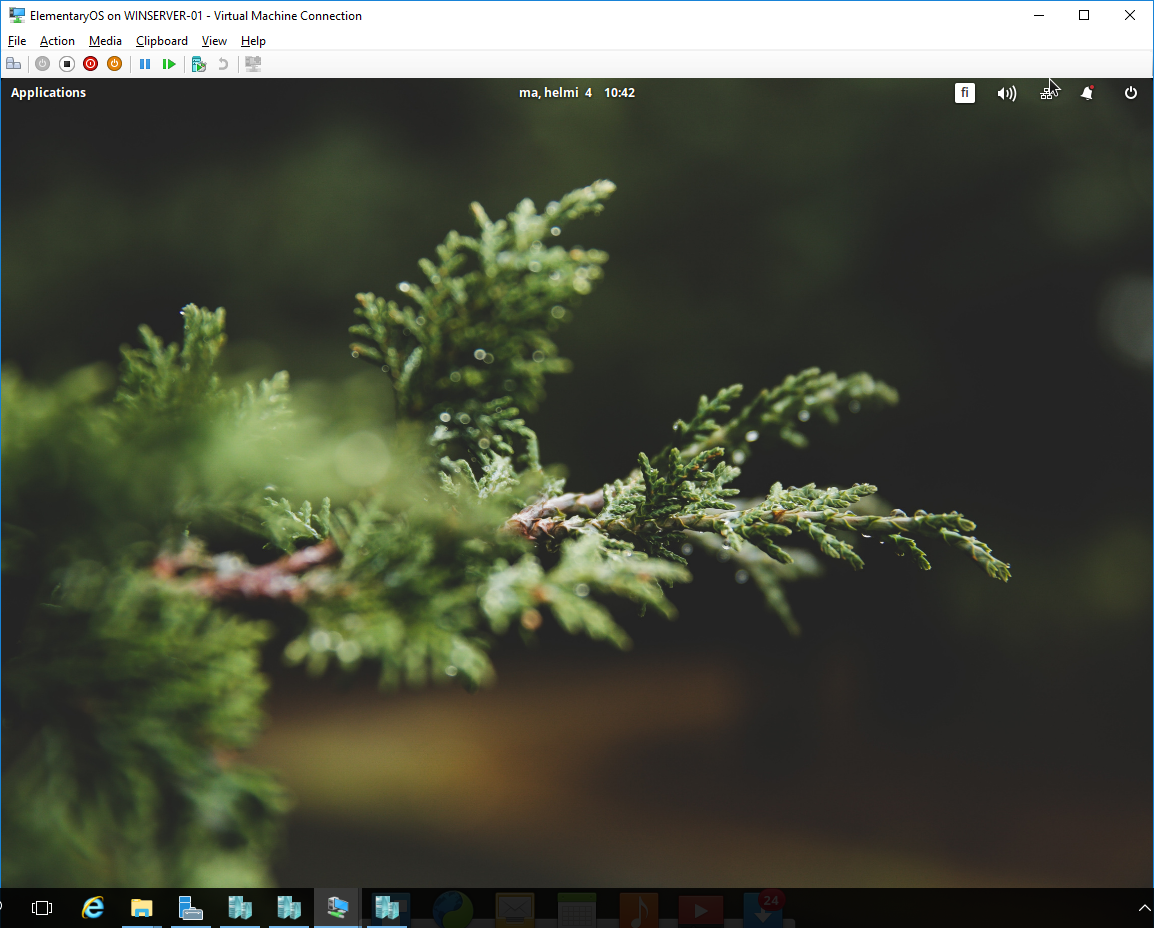 ElementaryOS on WINSERVER-01 - Virtual Machine Connection
File Action Media Clipboard View Help
Applications ma, helmi 4 10:42 fi
24